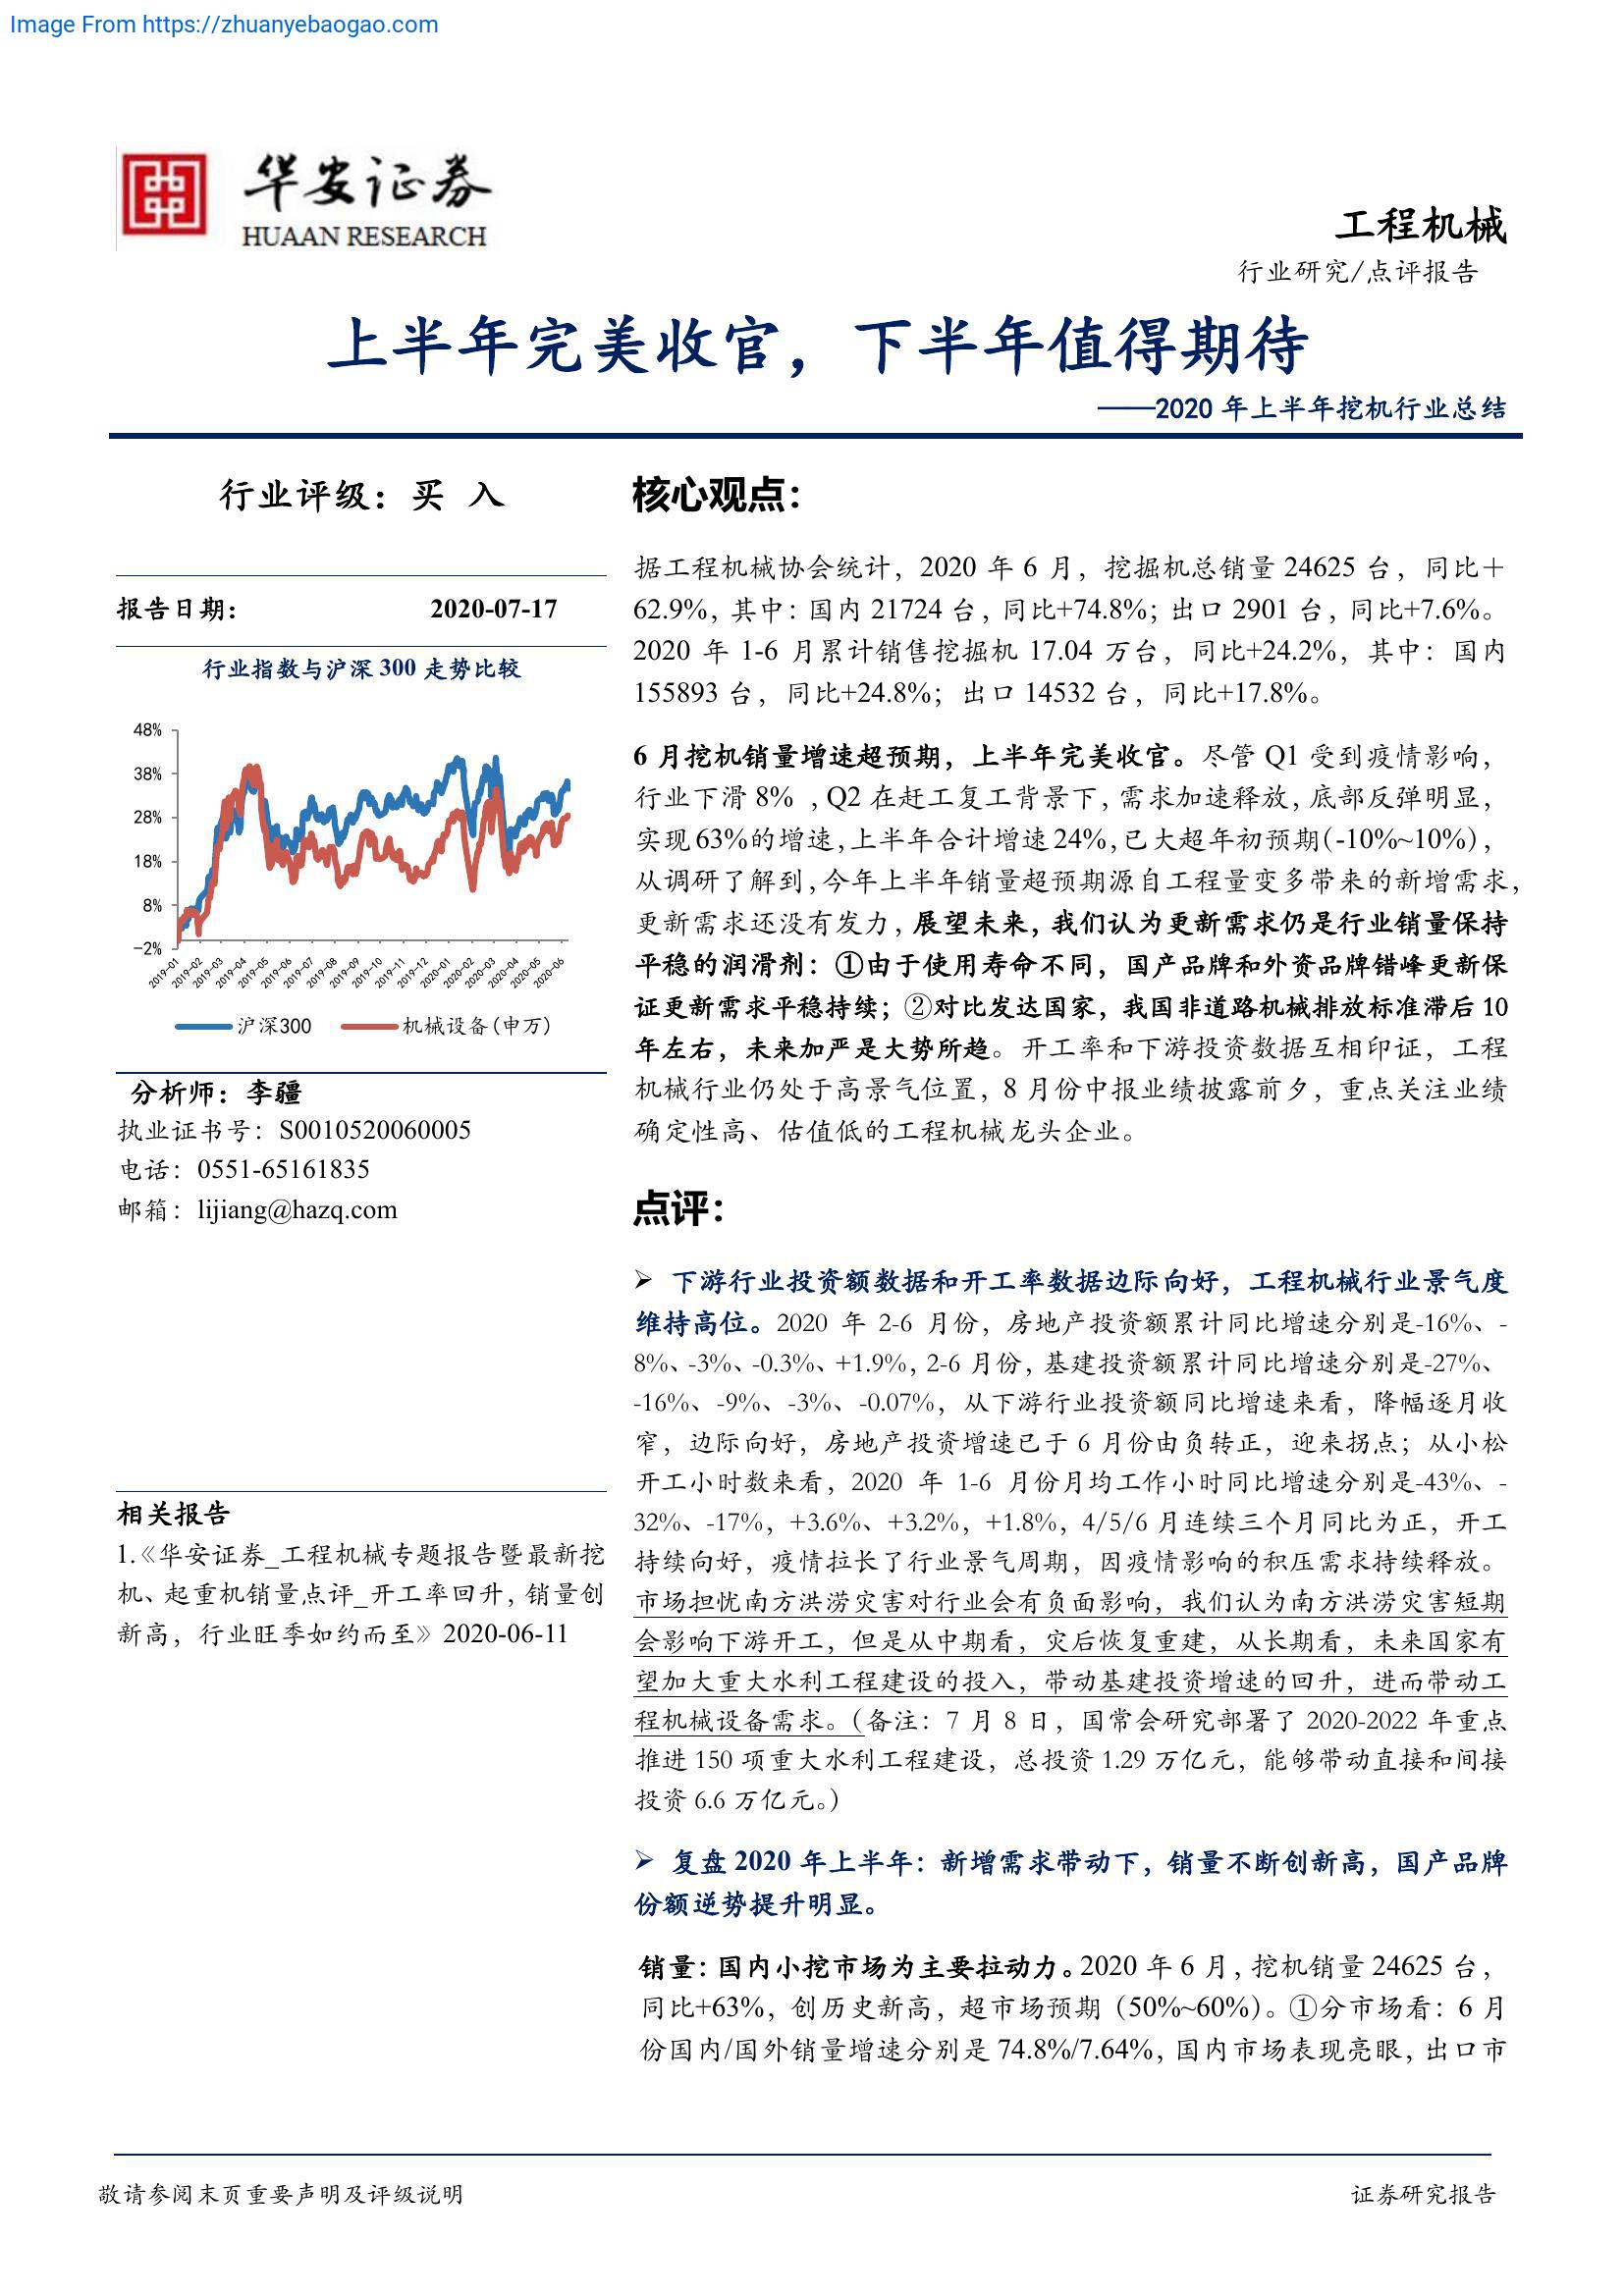 Image From https://zhuanyebaogao.com
华安证券
HUAAN RESEARCH
工程机械
行业研究/点评报告
上半年完美收官，下半年值得期待
——2020 年上半年挖机行业总结
行业评级：买 入
报告日期： 2020-07-17
行业指数与沪深 300 走势比较
48%
38%
28%
18%
8%
-2%
2019-01 2019-02 2019-03 2019-04 2019-05 2019-06 2019-07 2019-08 2019-09 2019-10 2019-11 2019-12 2020-01 2020-02 2020-03 2020-04 2020-05 2020-06
沪深300 机械设备(申万)
分析师：李疆
执业证书号：S0010520060005
电话：0551-65161835
邮箱：lijiang@hazq.com
相关报告
1.《华安证券_工程机械专题报告暨最新挖
机、起重机销量点评_开工率回升，销量创
新高，行业旺季如约而至》2020-06-11
核心观点：
据工程机械协会统计，2020 年 6 月，挖掘机总销量 24625 台，同比＋
62.9%，其中：国内 21724 台，同比+74.8%；出口 2901 台，同比+7.6%。
2020 年 1-6 月累计销售挖掘机 17.04 万台，同比+24.2%，其中：国内
155893 台，同比+24.8%；出口 14532 台，同比+17.8%。
6 月挖机销量增速超预期，上半年完美收官。尽管 Q1 受到疫情影响，
行业下滑 8% ，Q2 在赶工复工背景下，需求加速释放，底部反弹明显，
实现 63%的增速，上半年合计增速 24%，已大超年初预期（-10%~10%），
从调研了解到，今年上半年销量超预期源自工程量变多带来的新增需求，
更新需求还没有发力，展望未来，我们认为更新需求仍是行业销量保持
平稳的润滑剂：①由于使用寿命不同，国产品牌和外资品牌错峰更新保
证更新需求平稳持续；②对比发达国家，我国非道路机械排放标准滞后 10
年左右，未来加严是大势所趋。开工率和下游投资数据互相印证，工程
机械行业仍处于高景气位置，8 月份中报业绩披露前夕，重点关注业绩
确定性高、估值低的工程机械龙头企业。
点评：
➢ 下游行业投资额数据和开工率数据边际向好，工程机械行业景气度
维持高位。2020 年 2-6 月份，房地产投资额累计同比增速分别是-16%、-
8%、-3%、-0.3%、+1.9%，2-6 月份，基建投资额累计同比增速分别是-27%、
-16%、-9%、-3%、-0.07%，从下游行业投资额同比增速来看，降幅逐月收
窄，边际向好，房地产投资增速已于 6 月份由负转正，迎来拐点；从小松
开工小时数来看，2020 年 1-6 月份月均工作小时同比增速分别是-43%、-
32%、-17%，+3.6%、+3.2%，+1.8%，4/5/6 月连续三个月同比为正，开工
持续向好，疫情拉长了行业景气周期，因疫情影响的积压需求持续释放。
市场担忧南方洪涝灾害对行业会有负面影响，我们认为南方洪涝灾害短期
会影响下游开工，但是从中期看，灾后恢复重建，从长期看，未来国家有
望加大重大水利工程建设的投入，带动基建投资增速的回升，进而带动工
程机械设备需求。（备注：7 月 8 日，国常会研究部署了 2020-2022 年重点
推进 150 项重大水利工程建设，总投资 1.29 万亿元，能够带动直接和间接
投资 6.6 万亿元。）
➢ 复盘 2020 年上半年：新增需求带动下，销量不断创新高，国产品牌
份额逆势提升明显。
销量：国内小挖市场为主要拉动力。2020 年 6 月，挖机销量 24625 台，
同比+63%，创历史新高，超市场预期（50%~60%）。①分市场看：6 月
份国内/国外销量增速分别是 74.8%/7.64%，国内市场表现亮眼，出口市
敬请参阅末页重要声明及评级说明 证券研究报告